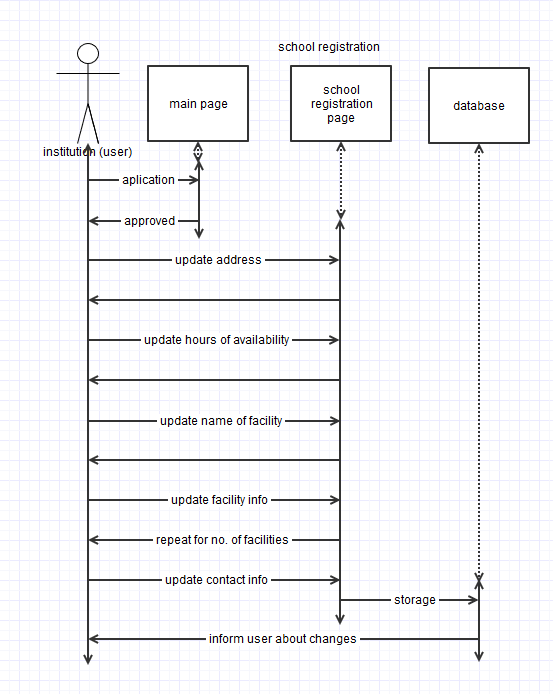 school registration
main page
school
registration
page
database
institution (user)
aplication
approved
update address
update hours of availability
update name of facility
update facility info
repeat for no. of facilities
update contact info
storage
inform user about changes